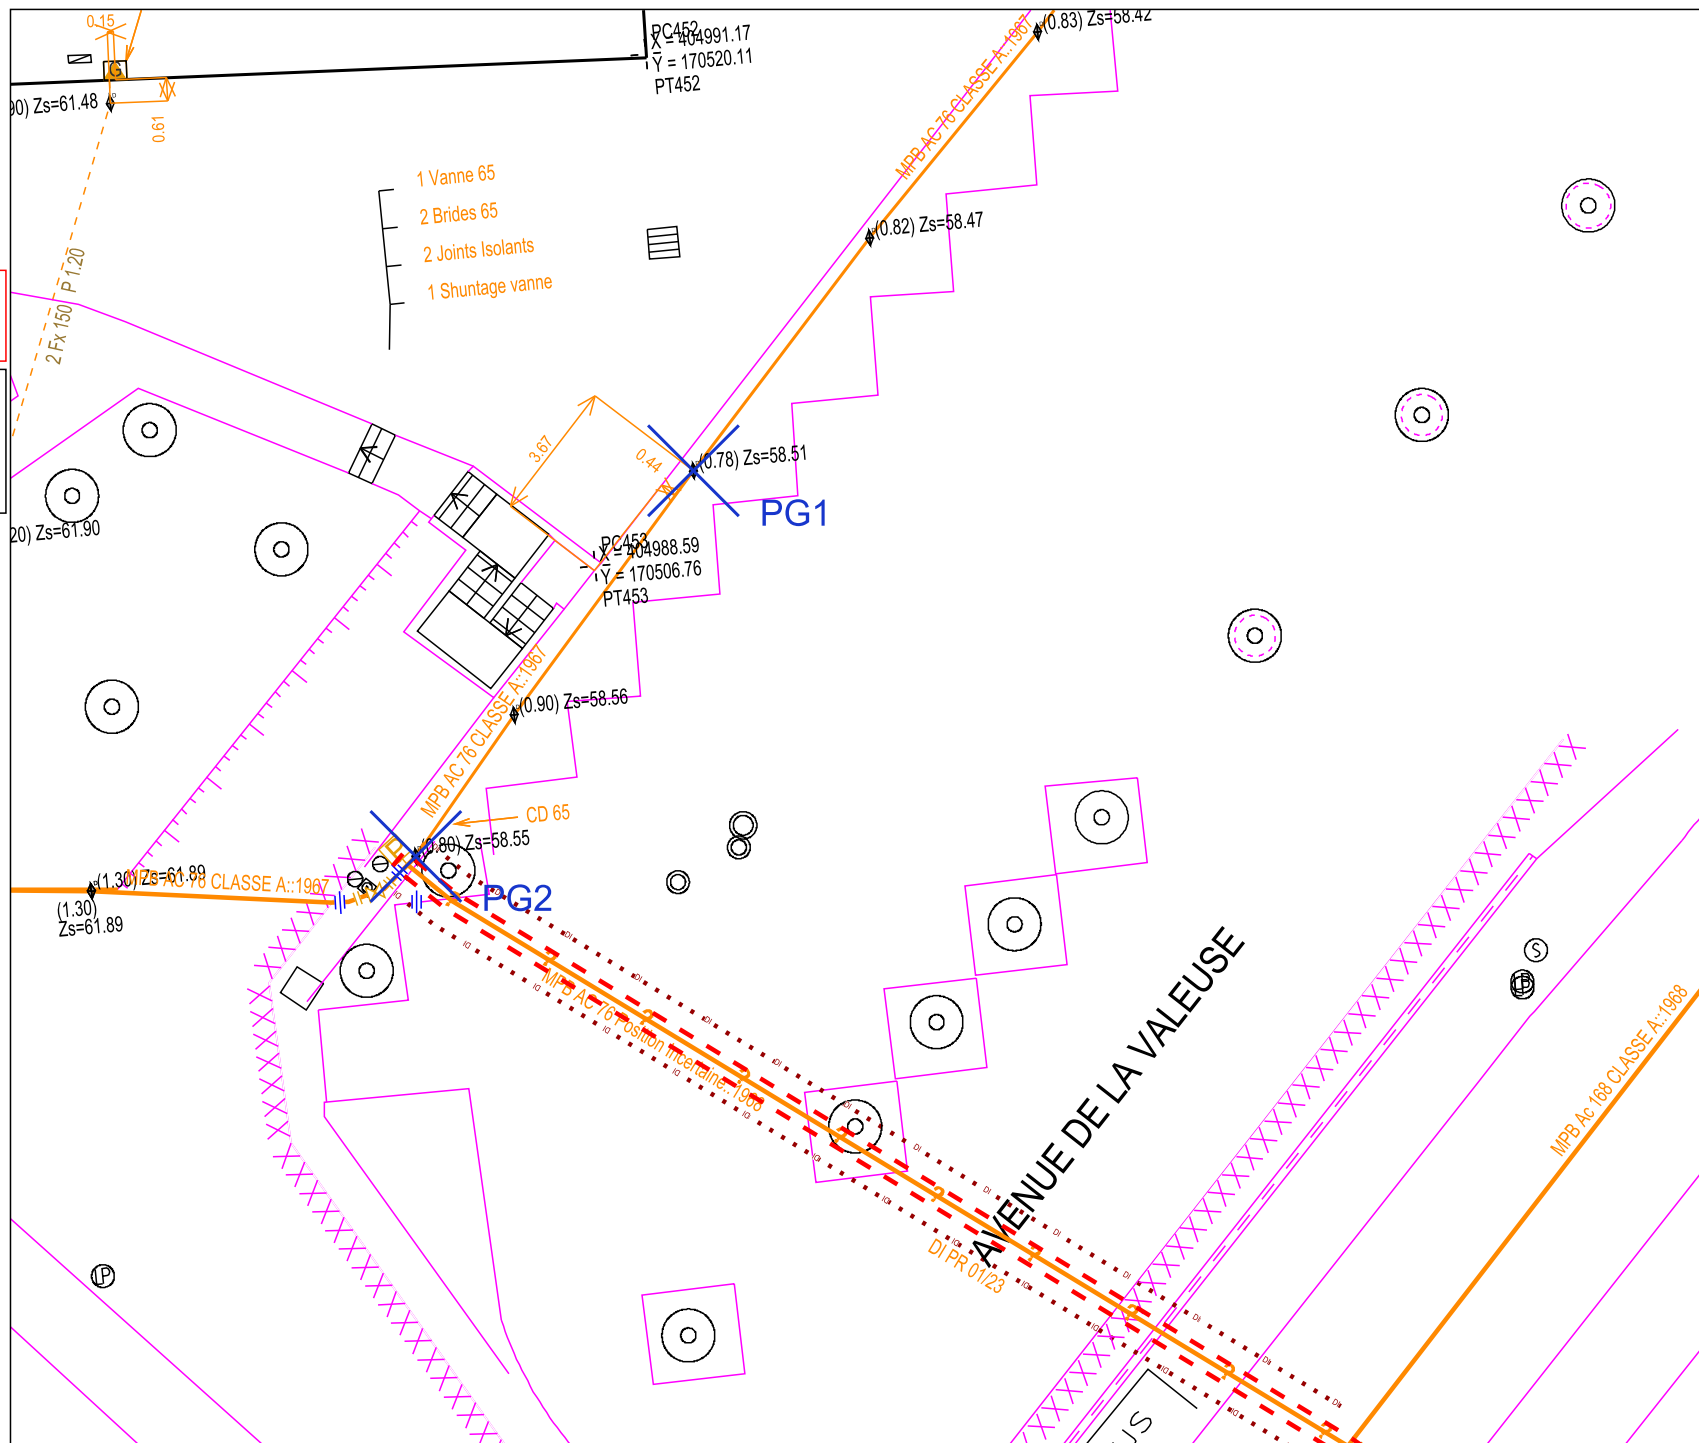 0.15
G
90) Zs=61.48
0.61
PC452
X = 404991.17
Y = 170520.11
PT452
MPB AC 76 CLASSE A::1967
(0.83) Zs=58.42
(0.82) Zs=58.47
1 Vanne 65
2 Brides 65
2 Joints Isolants
1 Shuntage vanne
2 Fx 150 P 1.20
3.67
0.44
(0.78) Zs=58.51
PG1
20) Zs=61.90
PC453
X = 404988.59
Y = 170506.76
PT453
MPB AC 76 CLASSE A::1967
(0.90) Zs=58.56
CD 65
(0.80) Zs=58.55
(1.30) Zs=61.89
MPB AC 76 CLASSE A::1967
(1.30)
Zs=61.89
PG2
MPB AC 76 Position incertaine::1968
AVENUE DE LA VALEUSE
S
MPB Ac 168 CLASSE A::1968
DI PR 01/23
LP
US